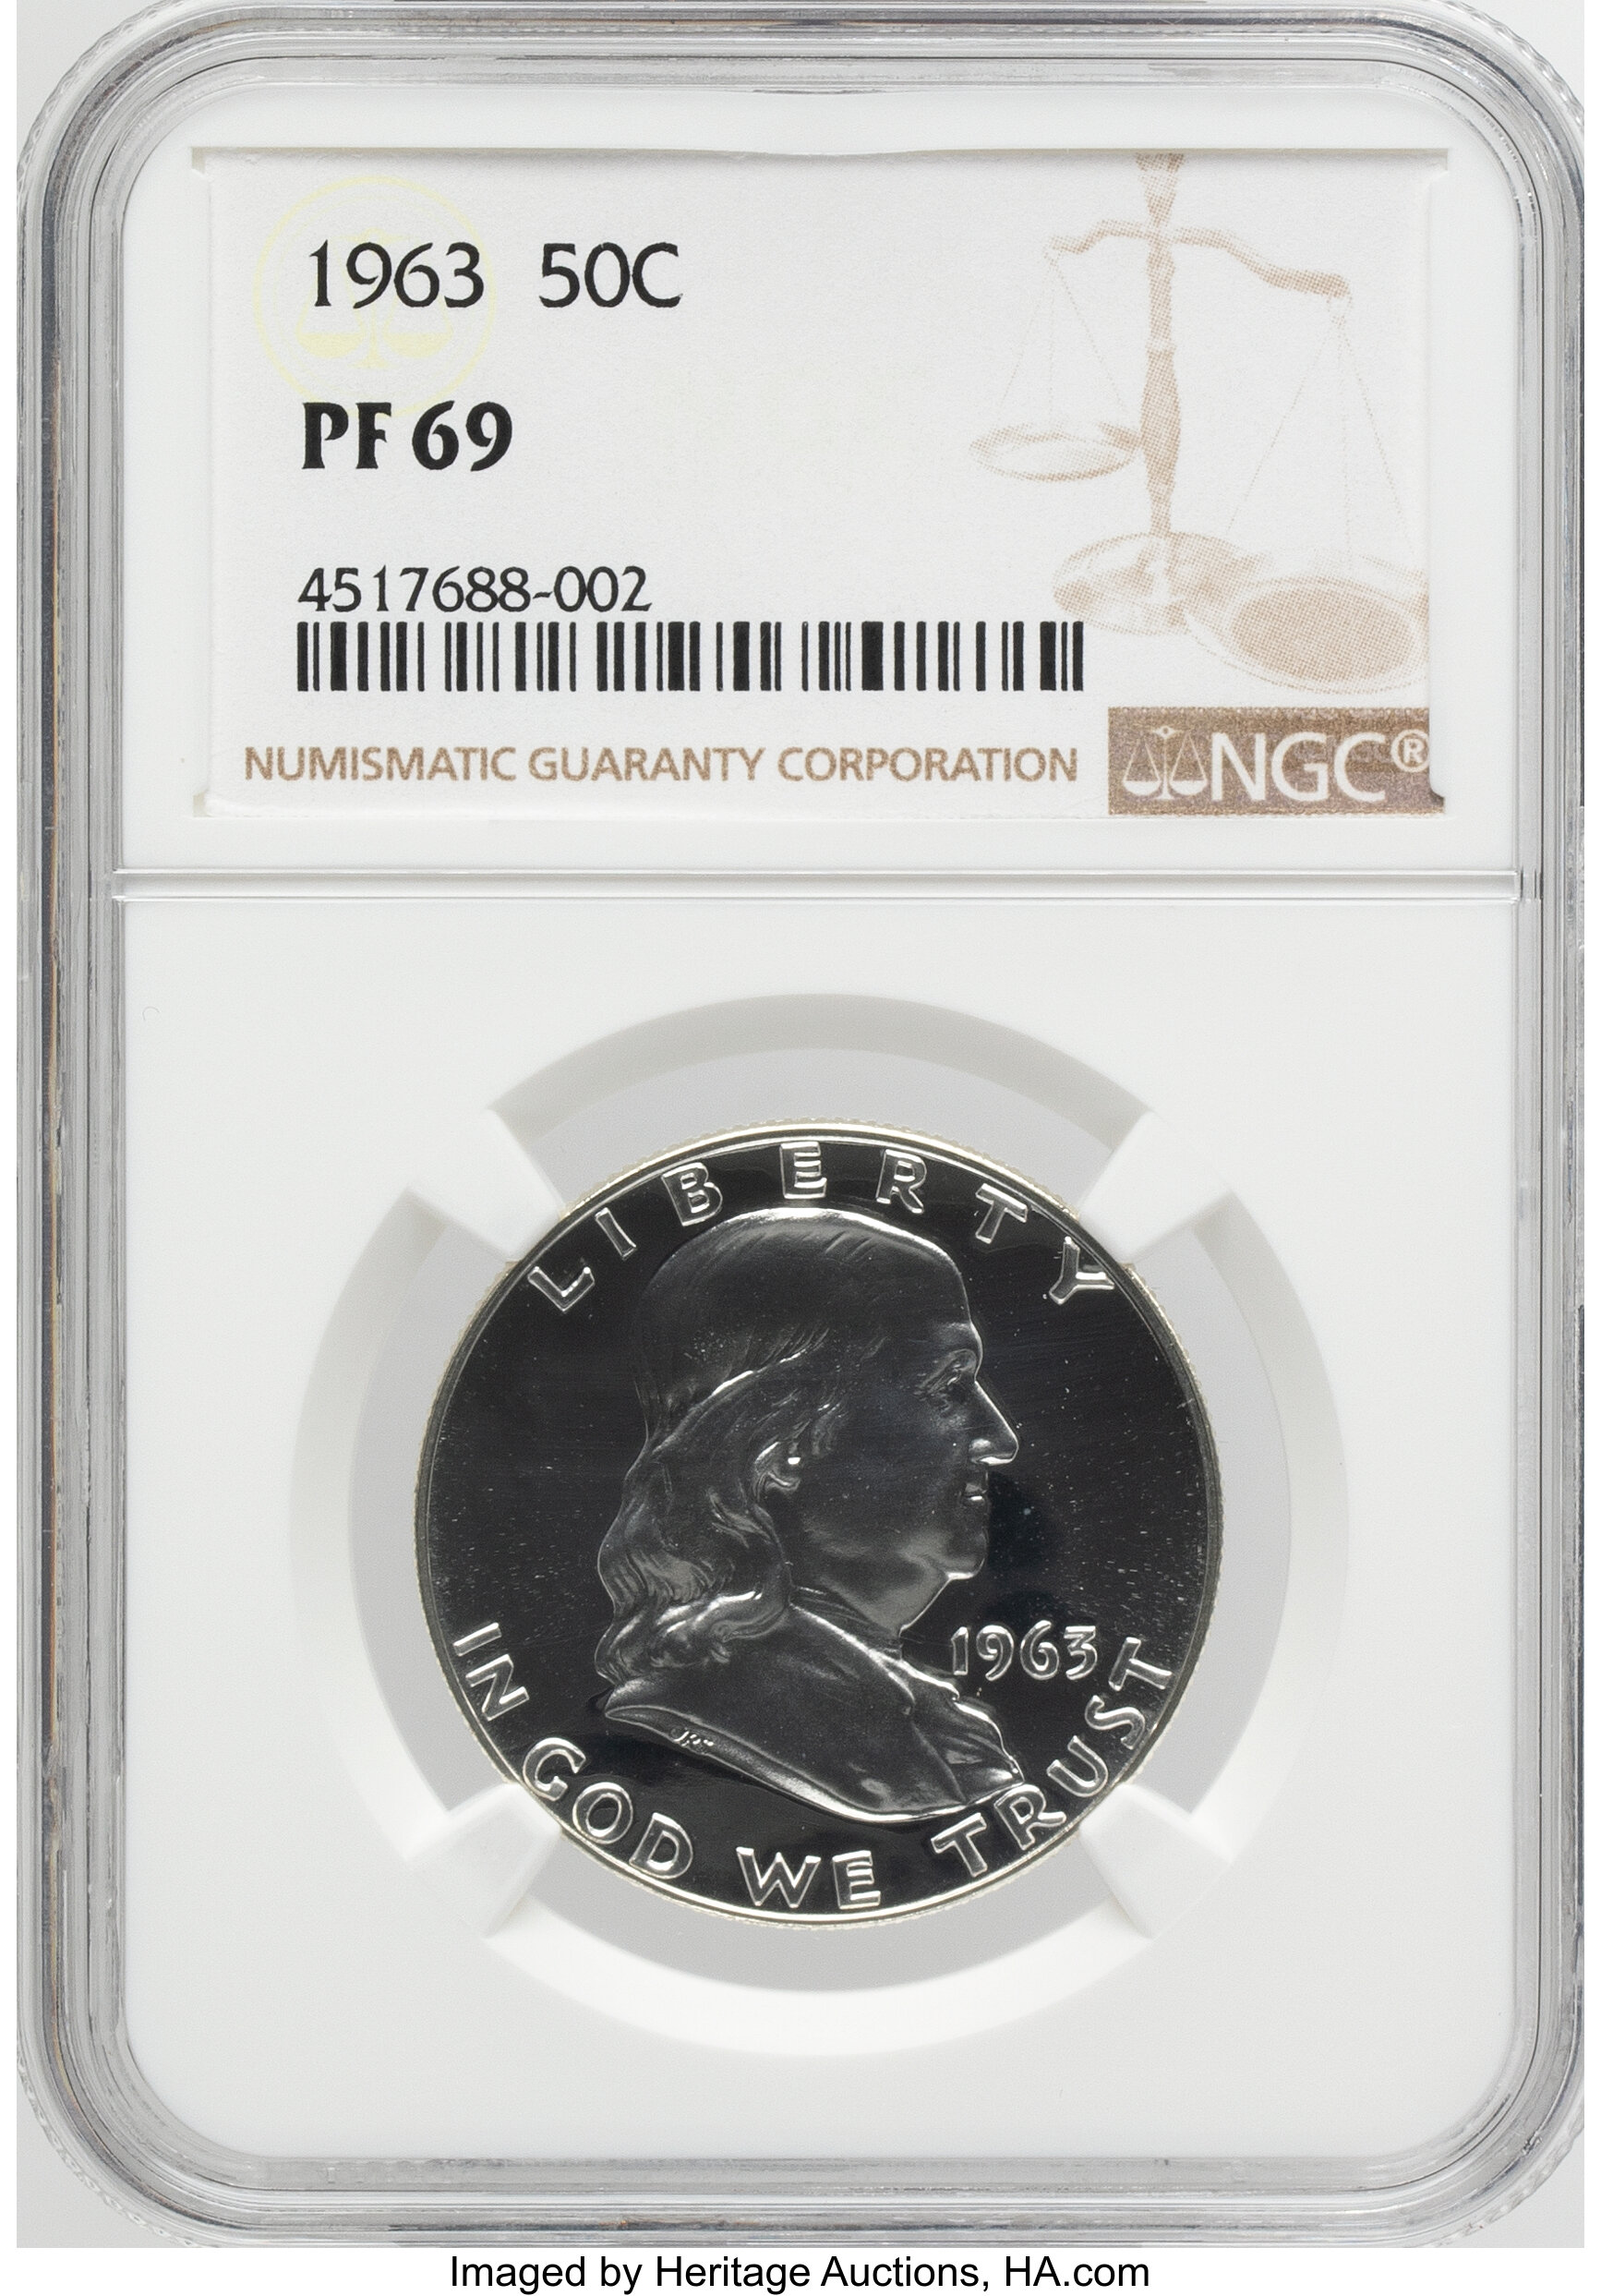 1963 50C
PF 69
4517688-002
NUMISMATIC GUARANTY CORPORATION
NGC®
LIBERTY
1963
IN GOD WE TRUST
JRS
Imaged by Heritage Auctions, HA.com